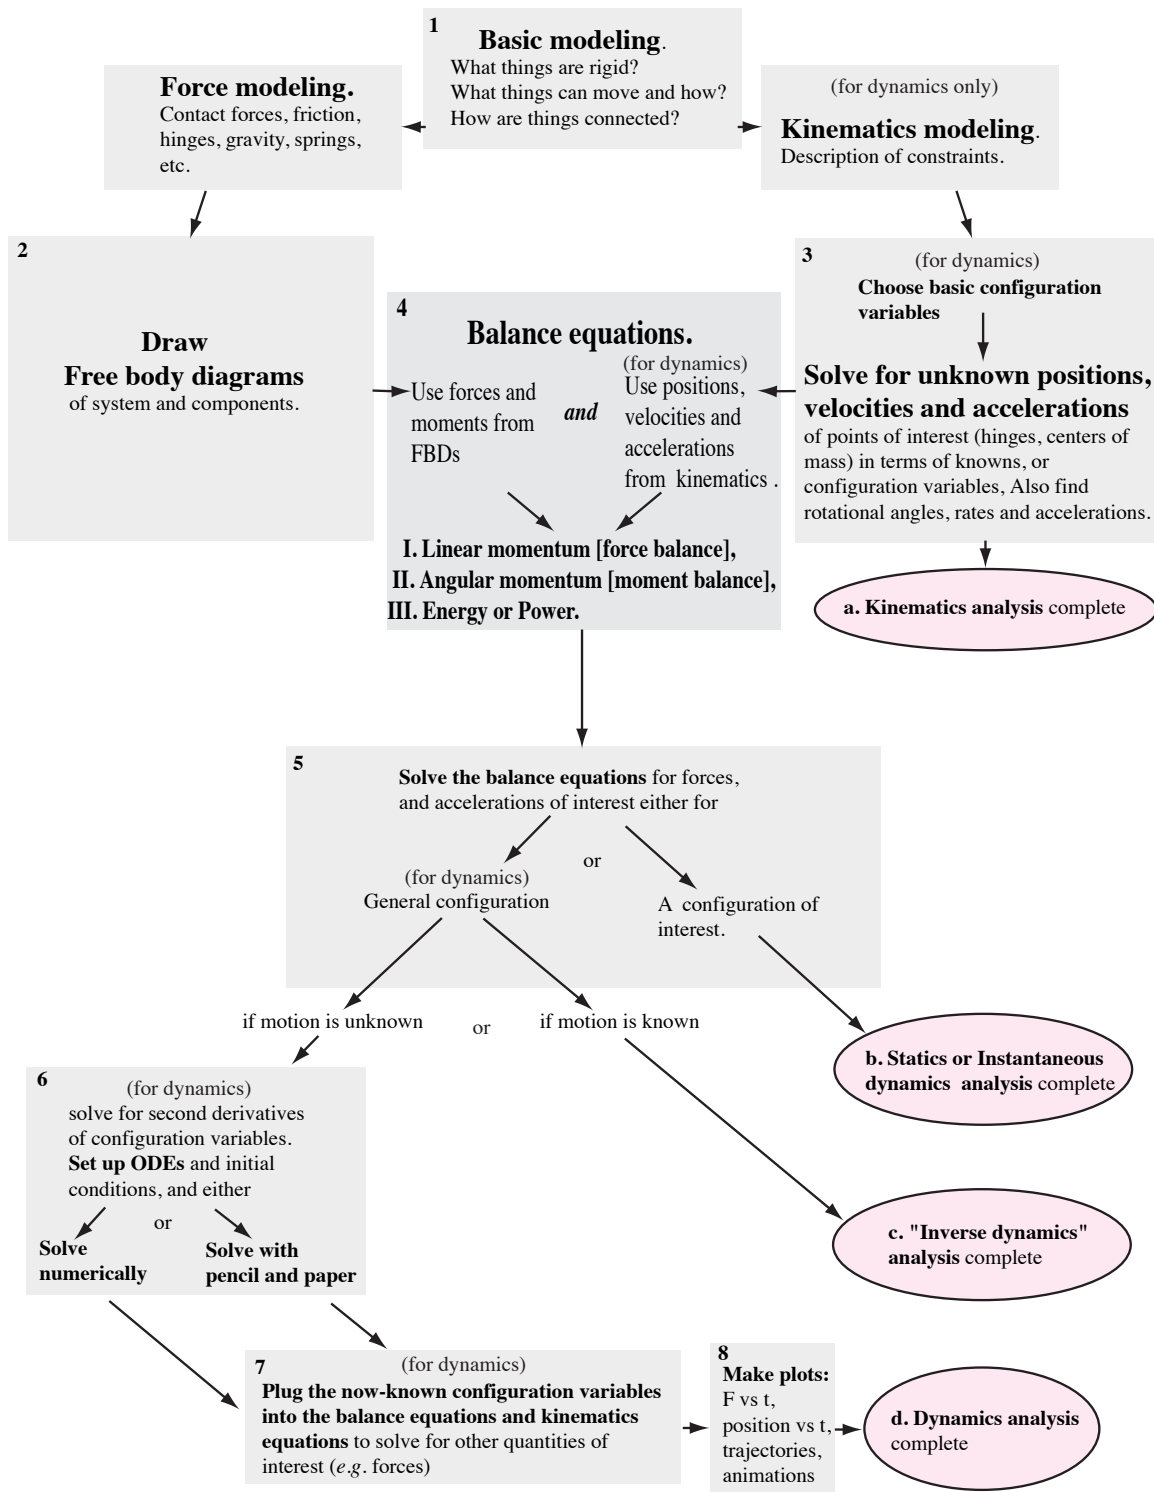 1
Basic modeling.
What things are rigid?
What things can move and how?
How are things connected?
Force modeling.
Contact forces, friction,
hinges, gravity, springs,
etc.
(for dynamics only)
Kinematics modeling.
Description of constraints.
2
Draw
Free body diagrams
of system and components.
3
(for dynamics)
Choose basic configuration
variables
Solve for unknown positions,
velocities and accelerations
of points of interest (hinges, centers of
mass) in terms of knowns, or
configuration variables, Also find
rotational angles, rates and accelerations.
4
Balance equations.
Use forces and
moments from
FBDs
and
(for dynamics)
Use positions,
velocities and
accelerations
from kinematics .
I. Linear momentum [force balance],
II. Angular momentum [moment balance],
III. Energy or Power.
a. Kinematics analysis complete
5
Solve the balance equations for forces,
and accelerations of interest either for
or
(for dynamics)
General configuration
A configuration of
interest.
if motion is unknown
or
if motion is known
b. Statics or Instantaneous
dynamics analysis complete
6
(for dynamics)
solve for second derivatives
of configuration variables.
Set up ODEs and initial
conditions, and either
or
Solve
numerically
Solve with
pencil and paper
c. "Inverse dynamics"
analysis complete
7
(for dynamics)
Plug the now-known configuration variables
into the balance equations and kinematics
equations to solve for other quantities of
interest (e.g. forces)
8
Make plots:
F vs t,
position vs t,
trajectories,
animations
d. Dynamics analysis
complete